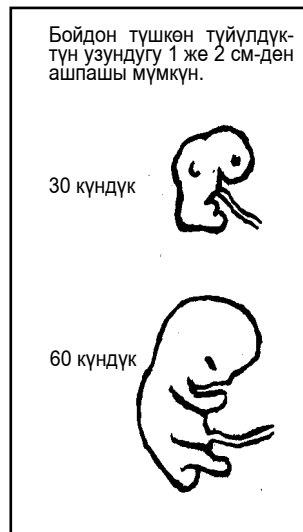 Бойдон түшкөн түйүлдүк-
түн узундугу 1 же 2 см-ден
ашпашы мүмкүн.
30 күндүк
60 күндүк